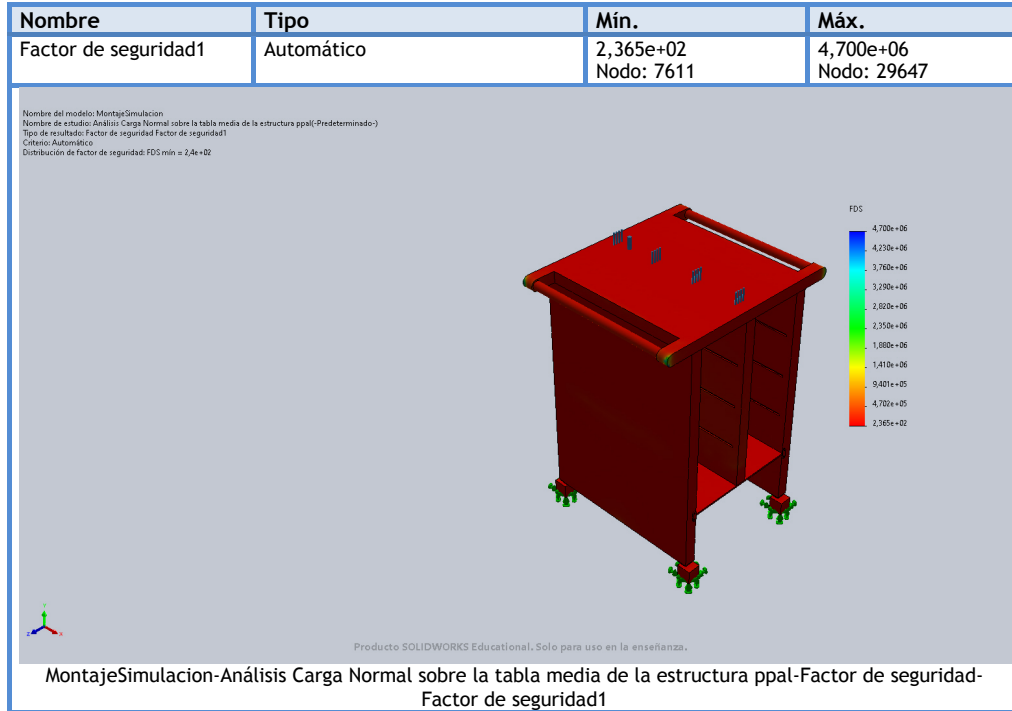 Nombre Tipo Mín. Máx.
Factor de seguridad1 Automático 2,365e+02 4,700e+06
Nodo: 7611 Nodo: 29647
Nombre del modelo: MontajeSimulacion
Nombre de estudio: Análisis Carga Normal sobre la tabla media de la estructura ppal(-Predeterminado-)
Tipo de resultado: Factor de seguridad Factor de seguridad1
Criterio: Automático
Distribución de factor de seguridad: FDS mín = 2,4e+02
FDS
4,700e+06
4,230e+06
3,760e+06
3,290e+06
2,820e+06
2,350e+06
1,880e+06
1,410e+06
9,401e+05
4,702e+05
2,365e+02
Y
Z X
Producto SOLIDWORKS Educational. Solo para uso en la enseñanza.
MontajeSimulacion-Análisis Carga Normal sobre la tabla media de la estructura ppal-Factor de seguridad-
Factor de seguridad1